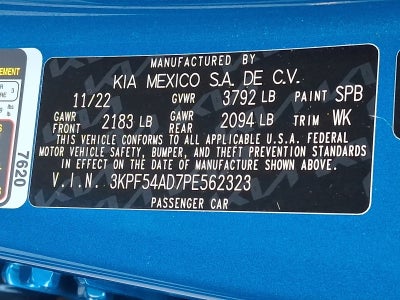 MANUFACTURED BY
KIA MEXICO S.A. DE C.V.
11/22 GVWR 3792 LB PAINT SPB
GAWR FRONT 2183 LB GAWR REAR 2094 LB TRIM WK
THIS VEHICLE CONFORMS TO ALL APPLICABLE U.S.A. FEDERAL
MOTOR VEHICLE SAFETY, BUMPER, AND THEFT PREVENTION STANDARDS
IN EFFECT ON THE DATE OF MANUFACTURE SHOWN ABOVE.
V.I.N. 3KPF54AD7PE562323
PASSENGER CAR
7620